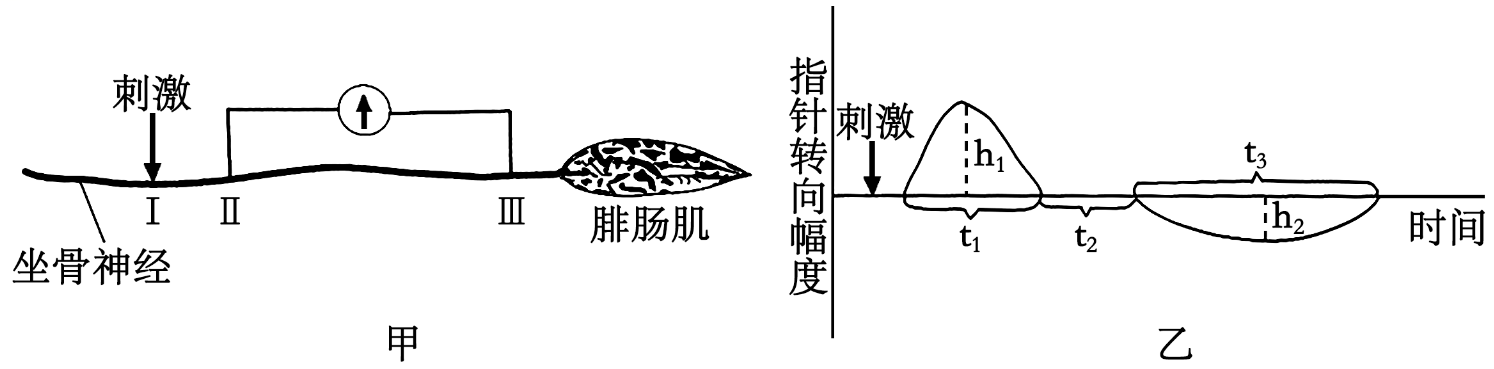 刺激
Ⅰ Ⅱ Ⅲ
坐骨神经
腓肠肌
甲
指针转向幅度
刺激
h₁
t₁
t₂
t₃
h₂
时间
乙